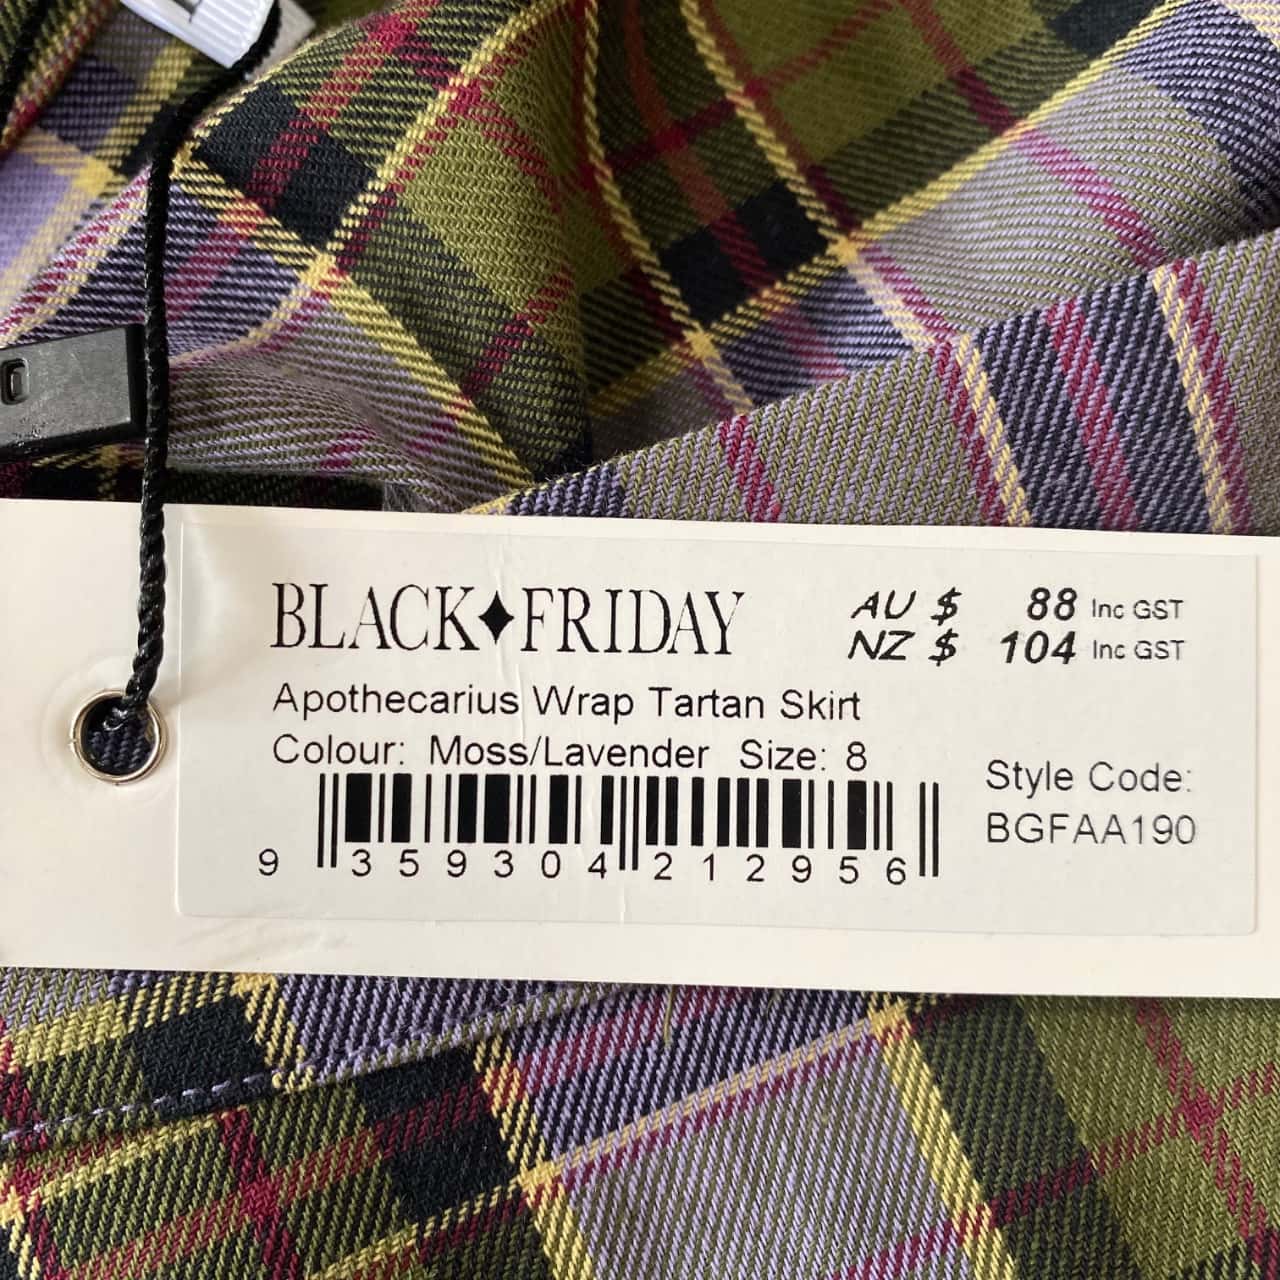 BLACK♦FRIDAY
AU $ 88 Inc GST
NZ $ 104 Inc GST
Apothecarius Wrap Tartan Skirt
Colour: Moss/Lavender Size: 8
Style Code:
BGFAA190
9 359304 212956